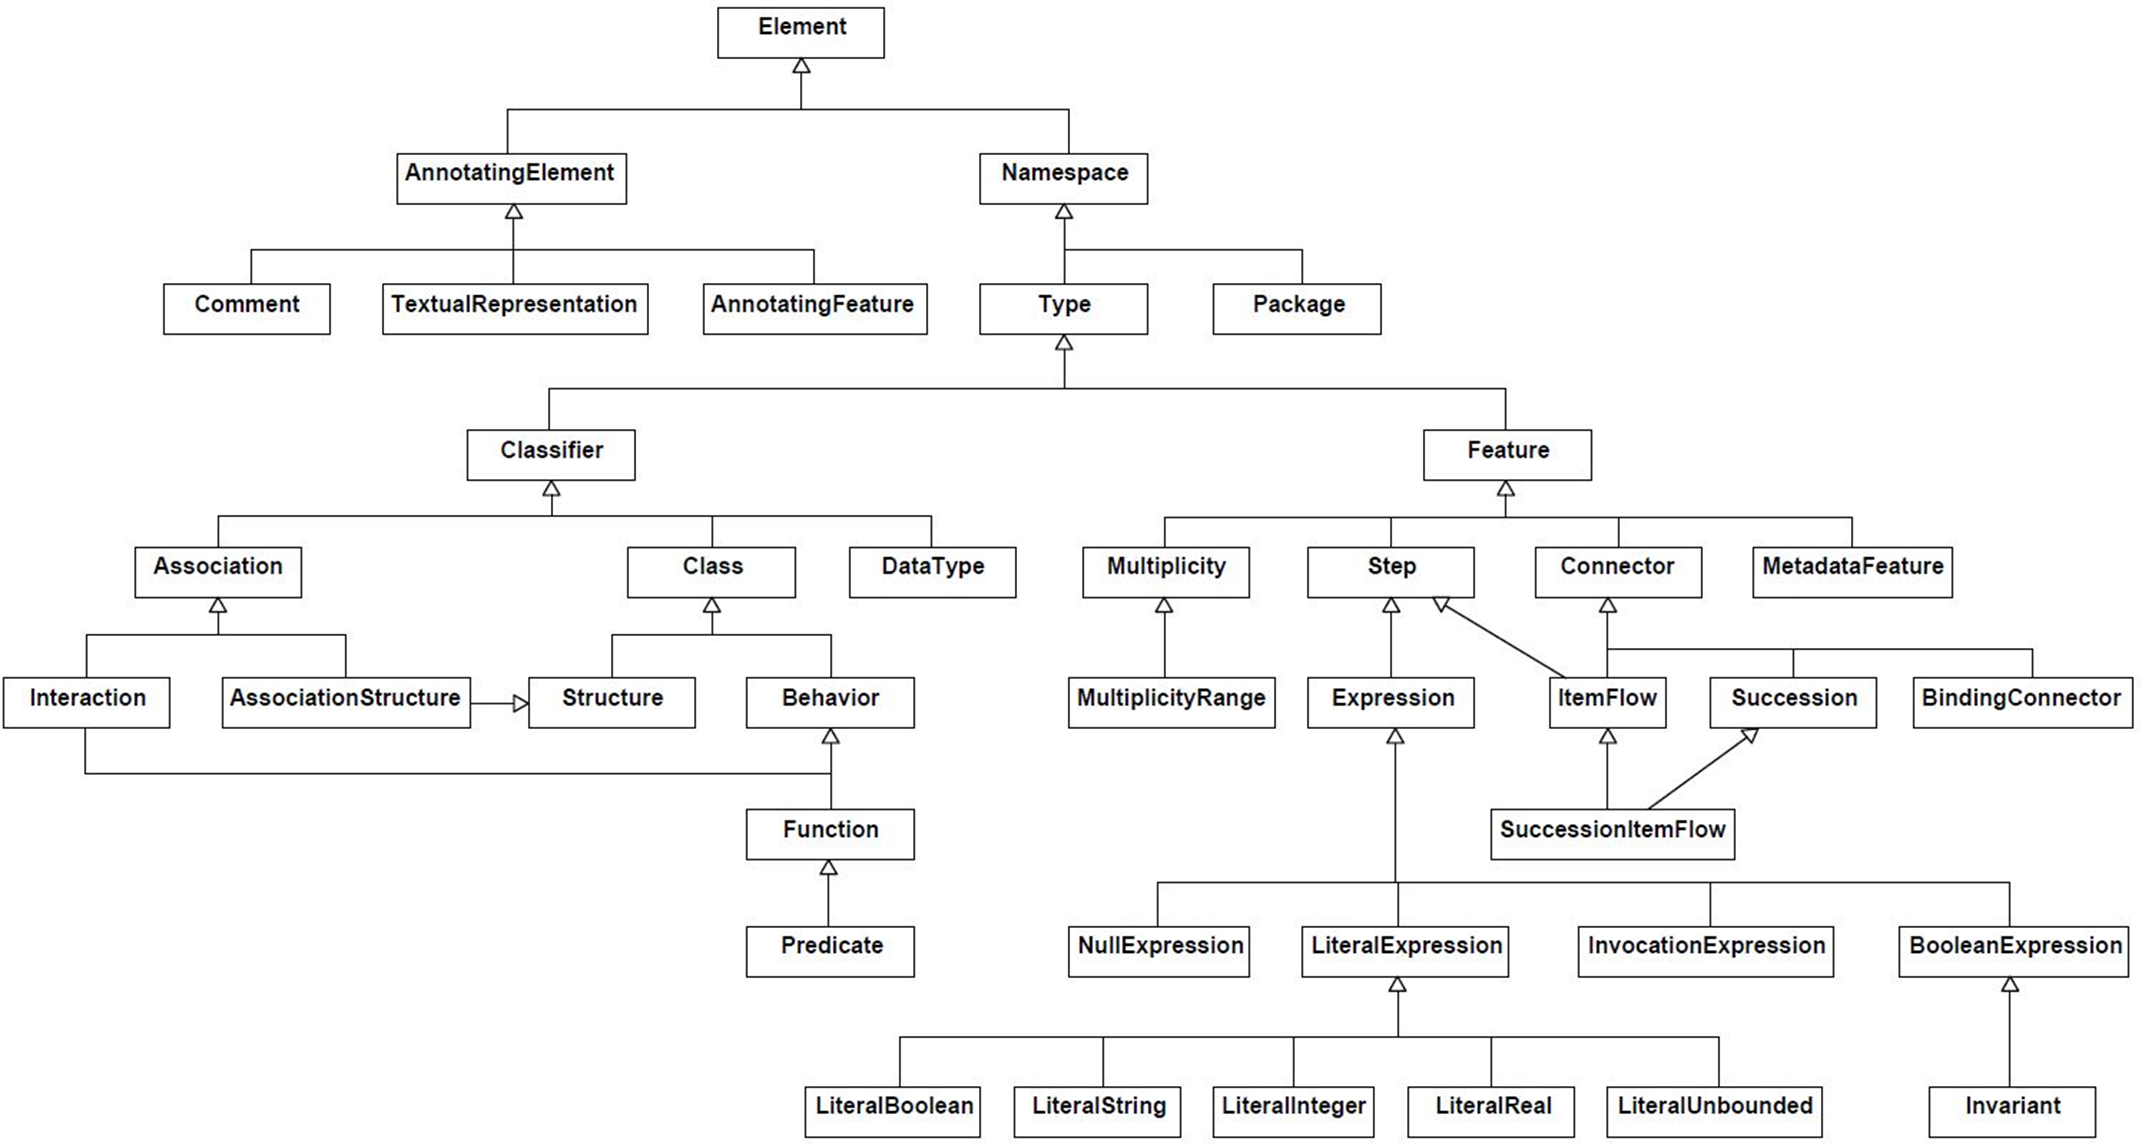 Element
AnnotatingElement
Namespace
Comment
TextualRepresentation
AnnotatingFeature
Type
Package
Classifier
Feature
Association
Class
DataType
Multiplicity
Step
Connector
MetadataFeature
Interaction
AssociationStructure
Structure
Behavior
MultiplicityRange
Expression
ItemFlow
Succession
BindingConnector
Function
SuccessionItemFlow
Predicate
NullExpression
LiteralExpression
InvocationExpression
BooleanExpression
LiteralBoolean
LiteralString
LiteralInteger
LiteralReal
LiteralUnbounded
Invariant